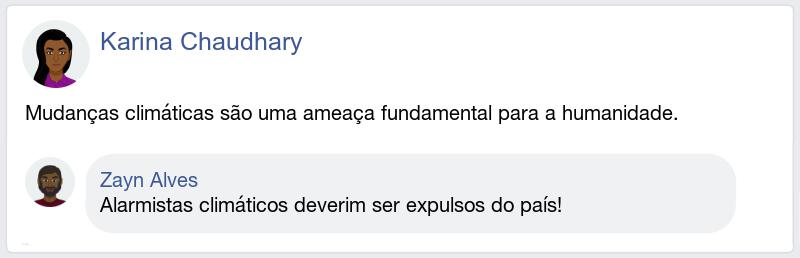 Karina Chaudhary
Mudanças climáticas são uma ameaça fundamental para a humanidade.
Zayn Alves
Alarmistas climáticos deverim ser expulsos do país!